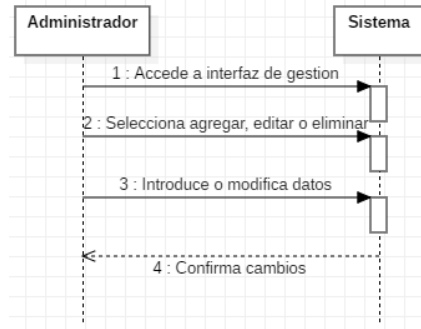 Administrador
Sistema
1 : Accede a interfaz de gestion
2 : Selecciona agregar, editar o eliminar
3 : Introduce o modifica datos
4 : Confirma cambios